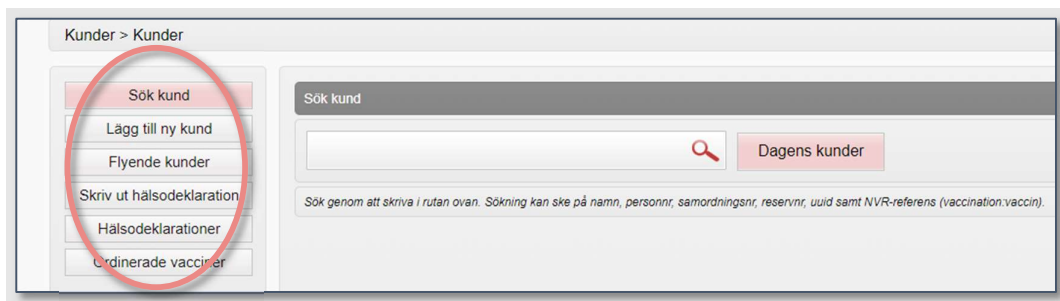 Kunder > Kunder
Sök kund
Lägg till ny kund
Flyende kunder
Skriv ut hälsodeklaration
Hälsodeklarationer
Ordinerade vacciner
Sök kund
Dagens kunder
Sök genom att skriva i rutan ovan. Sökning kan ske på namn, personnr, samordningsnr, reservnr, uuid samt NVR-referens (vaccination:vaccin).